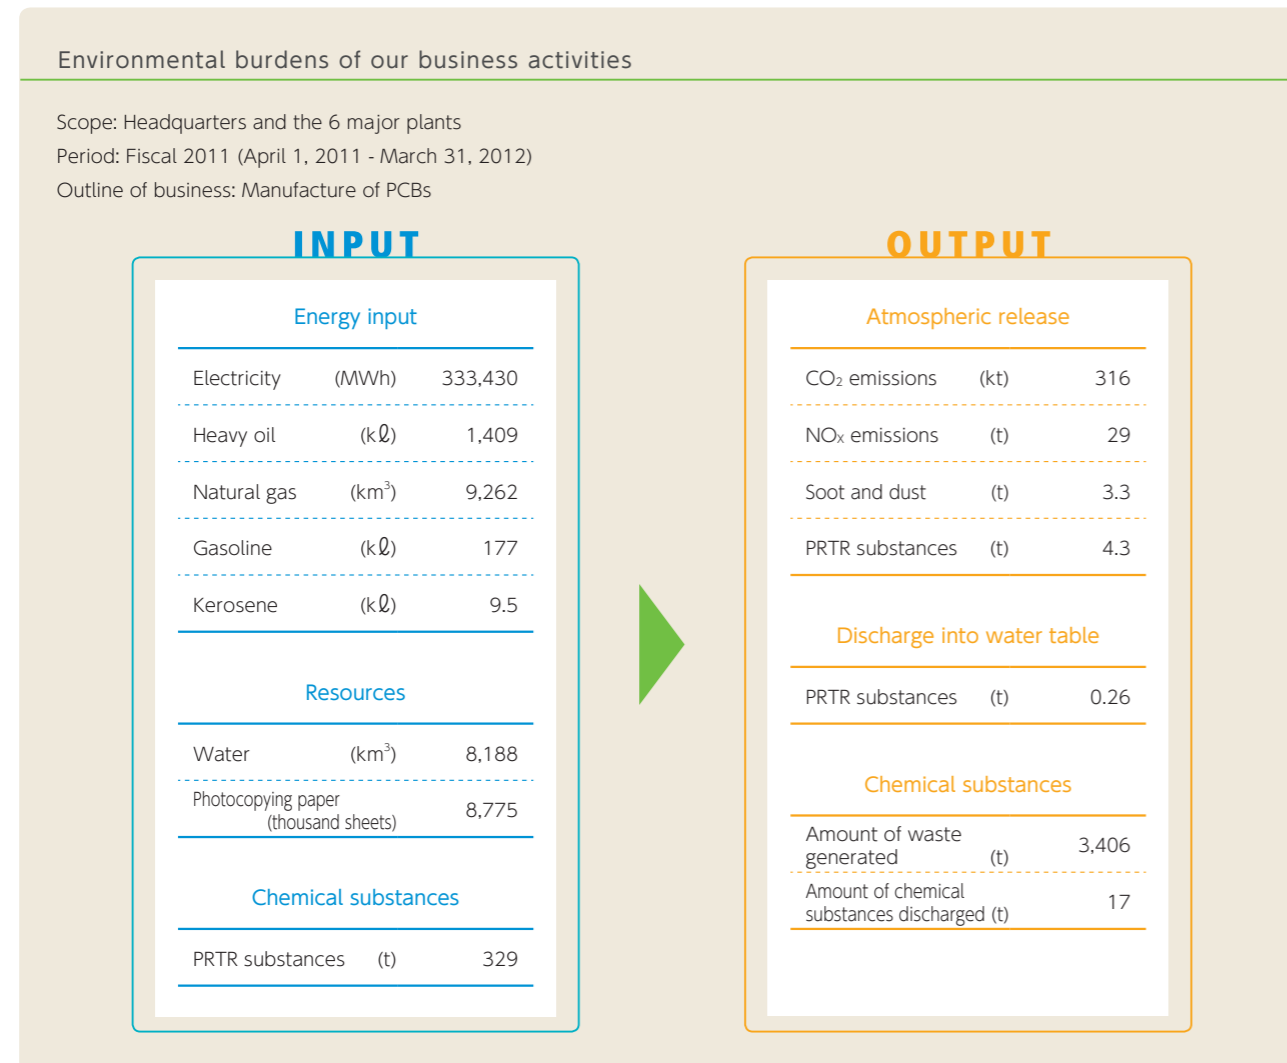 Environmental burdens of our business activities
Scope: Headquarters and the 6 major plants
Period: Fiscal 2011 (April 1, 2011 - March 31, 2012)
Outline of business: Manufacture of PCBs
INPUT
Energy input
Electricity (MWh) 333,430
Heavy oil (kℓ) 1,409
Natural gas (km³) 9,262
Gasoline (kℓ) 177
Kerosene (kℓ) 9.5
Resources
Water (km³) 8,188
Photocopying paper
(thousand sheets) 8,775
Chemical substances
PRTR substances (t) 329
OUTPUT
Atmospheric release
CO₂ emissions (kt) 316
NOₓ emissions (t) 29
Soot and dust (t) 3.3
PRTR substances (t) 4.3
Discharge into water table
PRTR substances (t) 0.26
Chemical substances
Amount of waste
generated (t) 3,406
Amount of chemical
substances discharged (t) 17